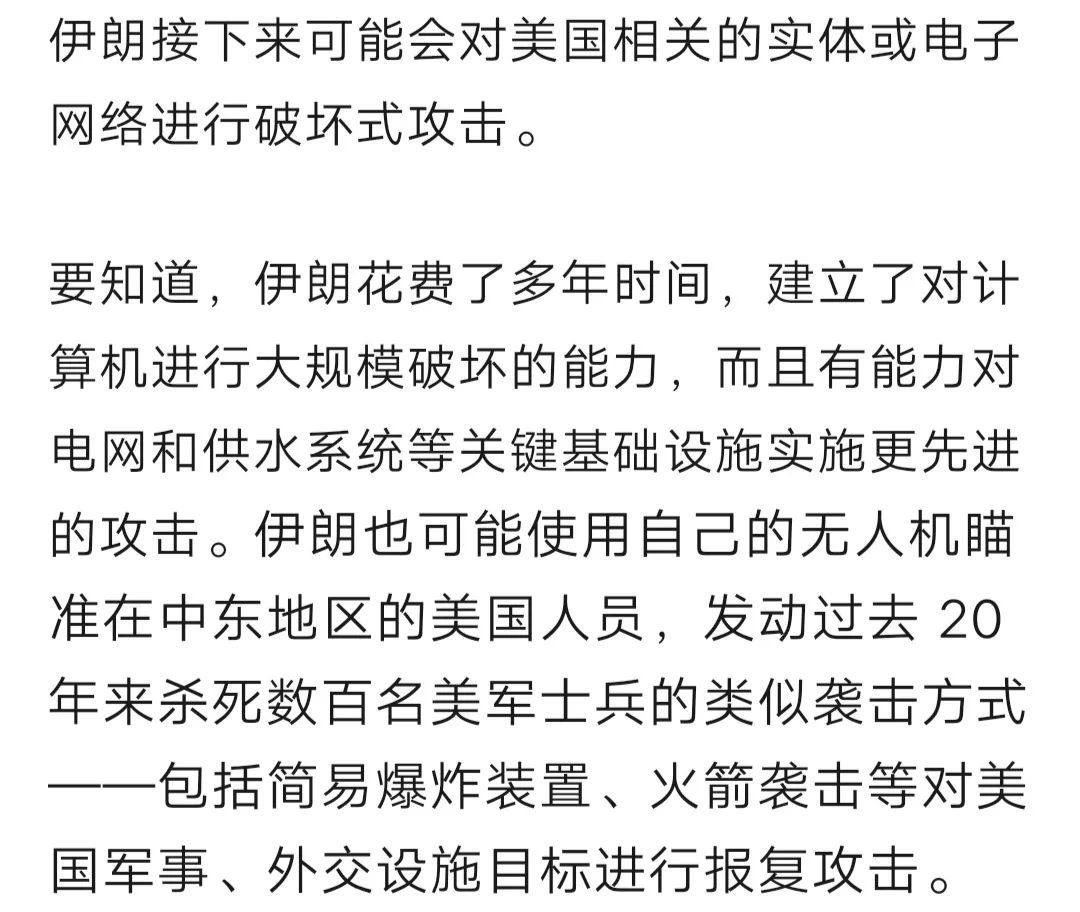 伊朗接下来可能会对美国相关的实体或电子
网络进行破坏式攻击。
要知道，伊朗花费了多年时间，建立了对计
算机进行大规模破坏的能力，而且有能力对
电网和供水系统等关键基础设施实施更先进
的攻击。伊朗也可能使用自己的无人机瞄
准在中东地区的美国人员，发动过去 20
年来杀死数百名美军士兵的类似袭击方式
——包括简易爆炸装置、火箭袭击等对美
国军事、外交设施目标进行报复攻击。